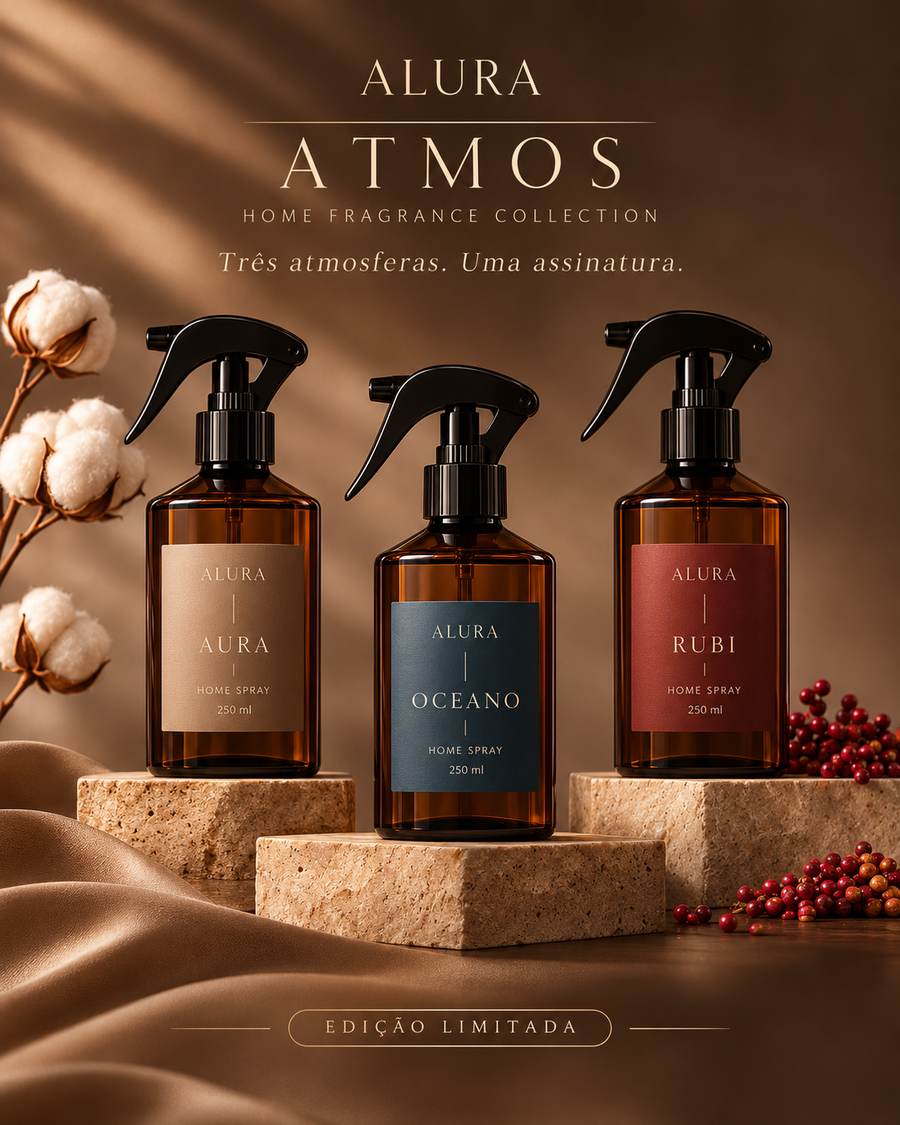 ALURA
ATMOS
HOME FRAGRANCE COLLECTION
Três atmosferas. Uma assinatura.
ALURA
AURA
HOME SPRAY
250 ml
ALURA
OCEANO
HOME SPRAY
250 ml
ALURA
RUBI
HOME SPRAY
250 ml
EDIÇÃO LIMITADA